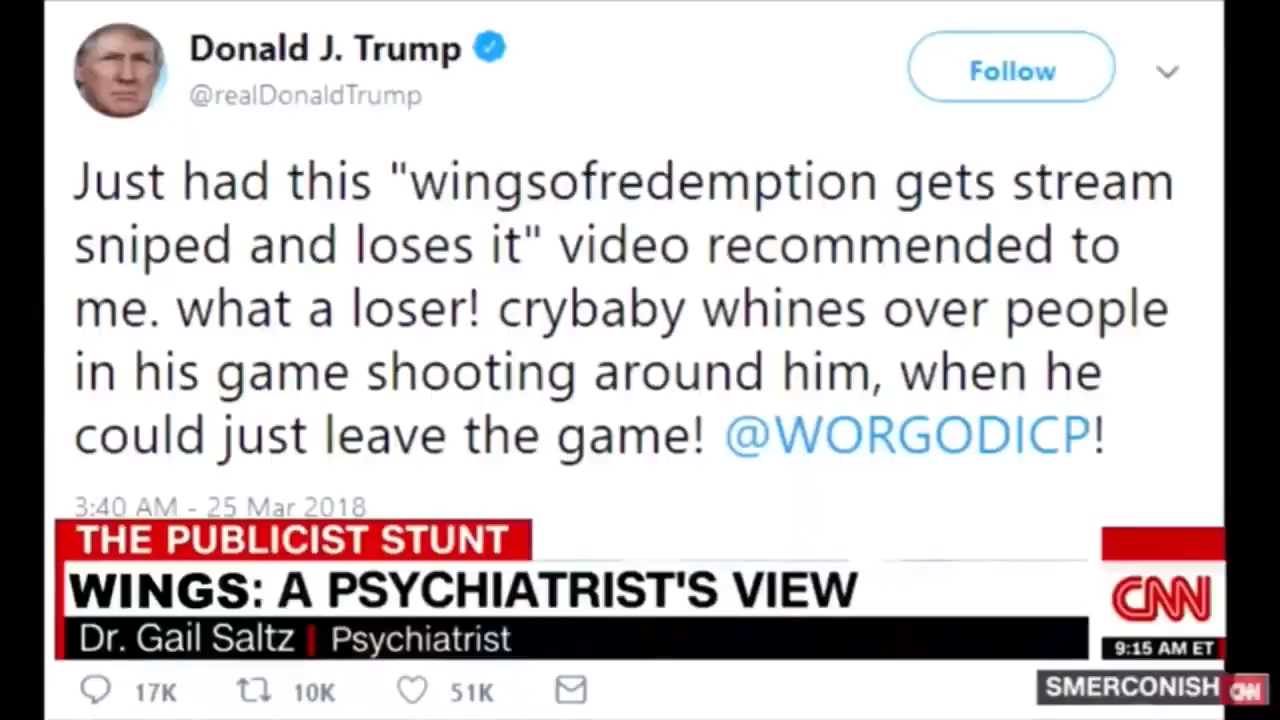 Donald J. Trump
Follow
@realDonaldTrump
Just had this "wingsofredemption gets stream
sniped and loses it" video recommended to
me. what a loser! crybaby whines over people
in his game shooting around him, when he
could just leave the game! @WORGODICP!
3:40 AM - 25 Mar 2018
THE PUBLICIST STUNT
WINGS: A PSYCHIATRIST'S VIEW
Dr. Gail Saltz | Psychiatrist
CNN
9:15 AM ET
17K 10K 51K
SMERCONISH CNN